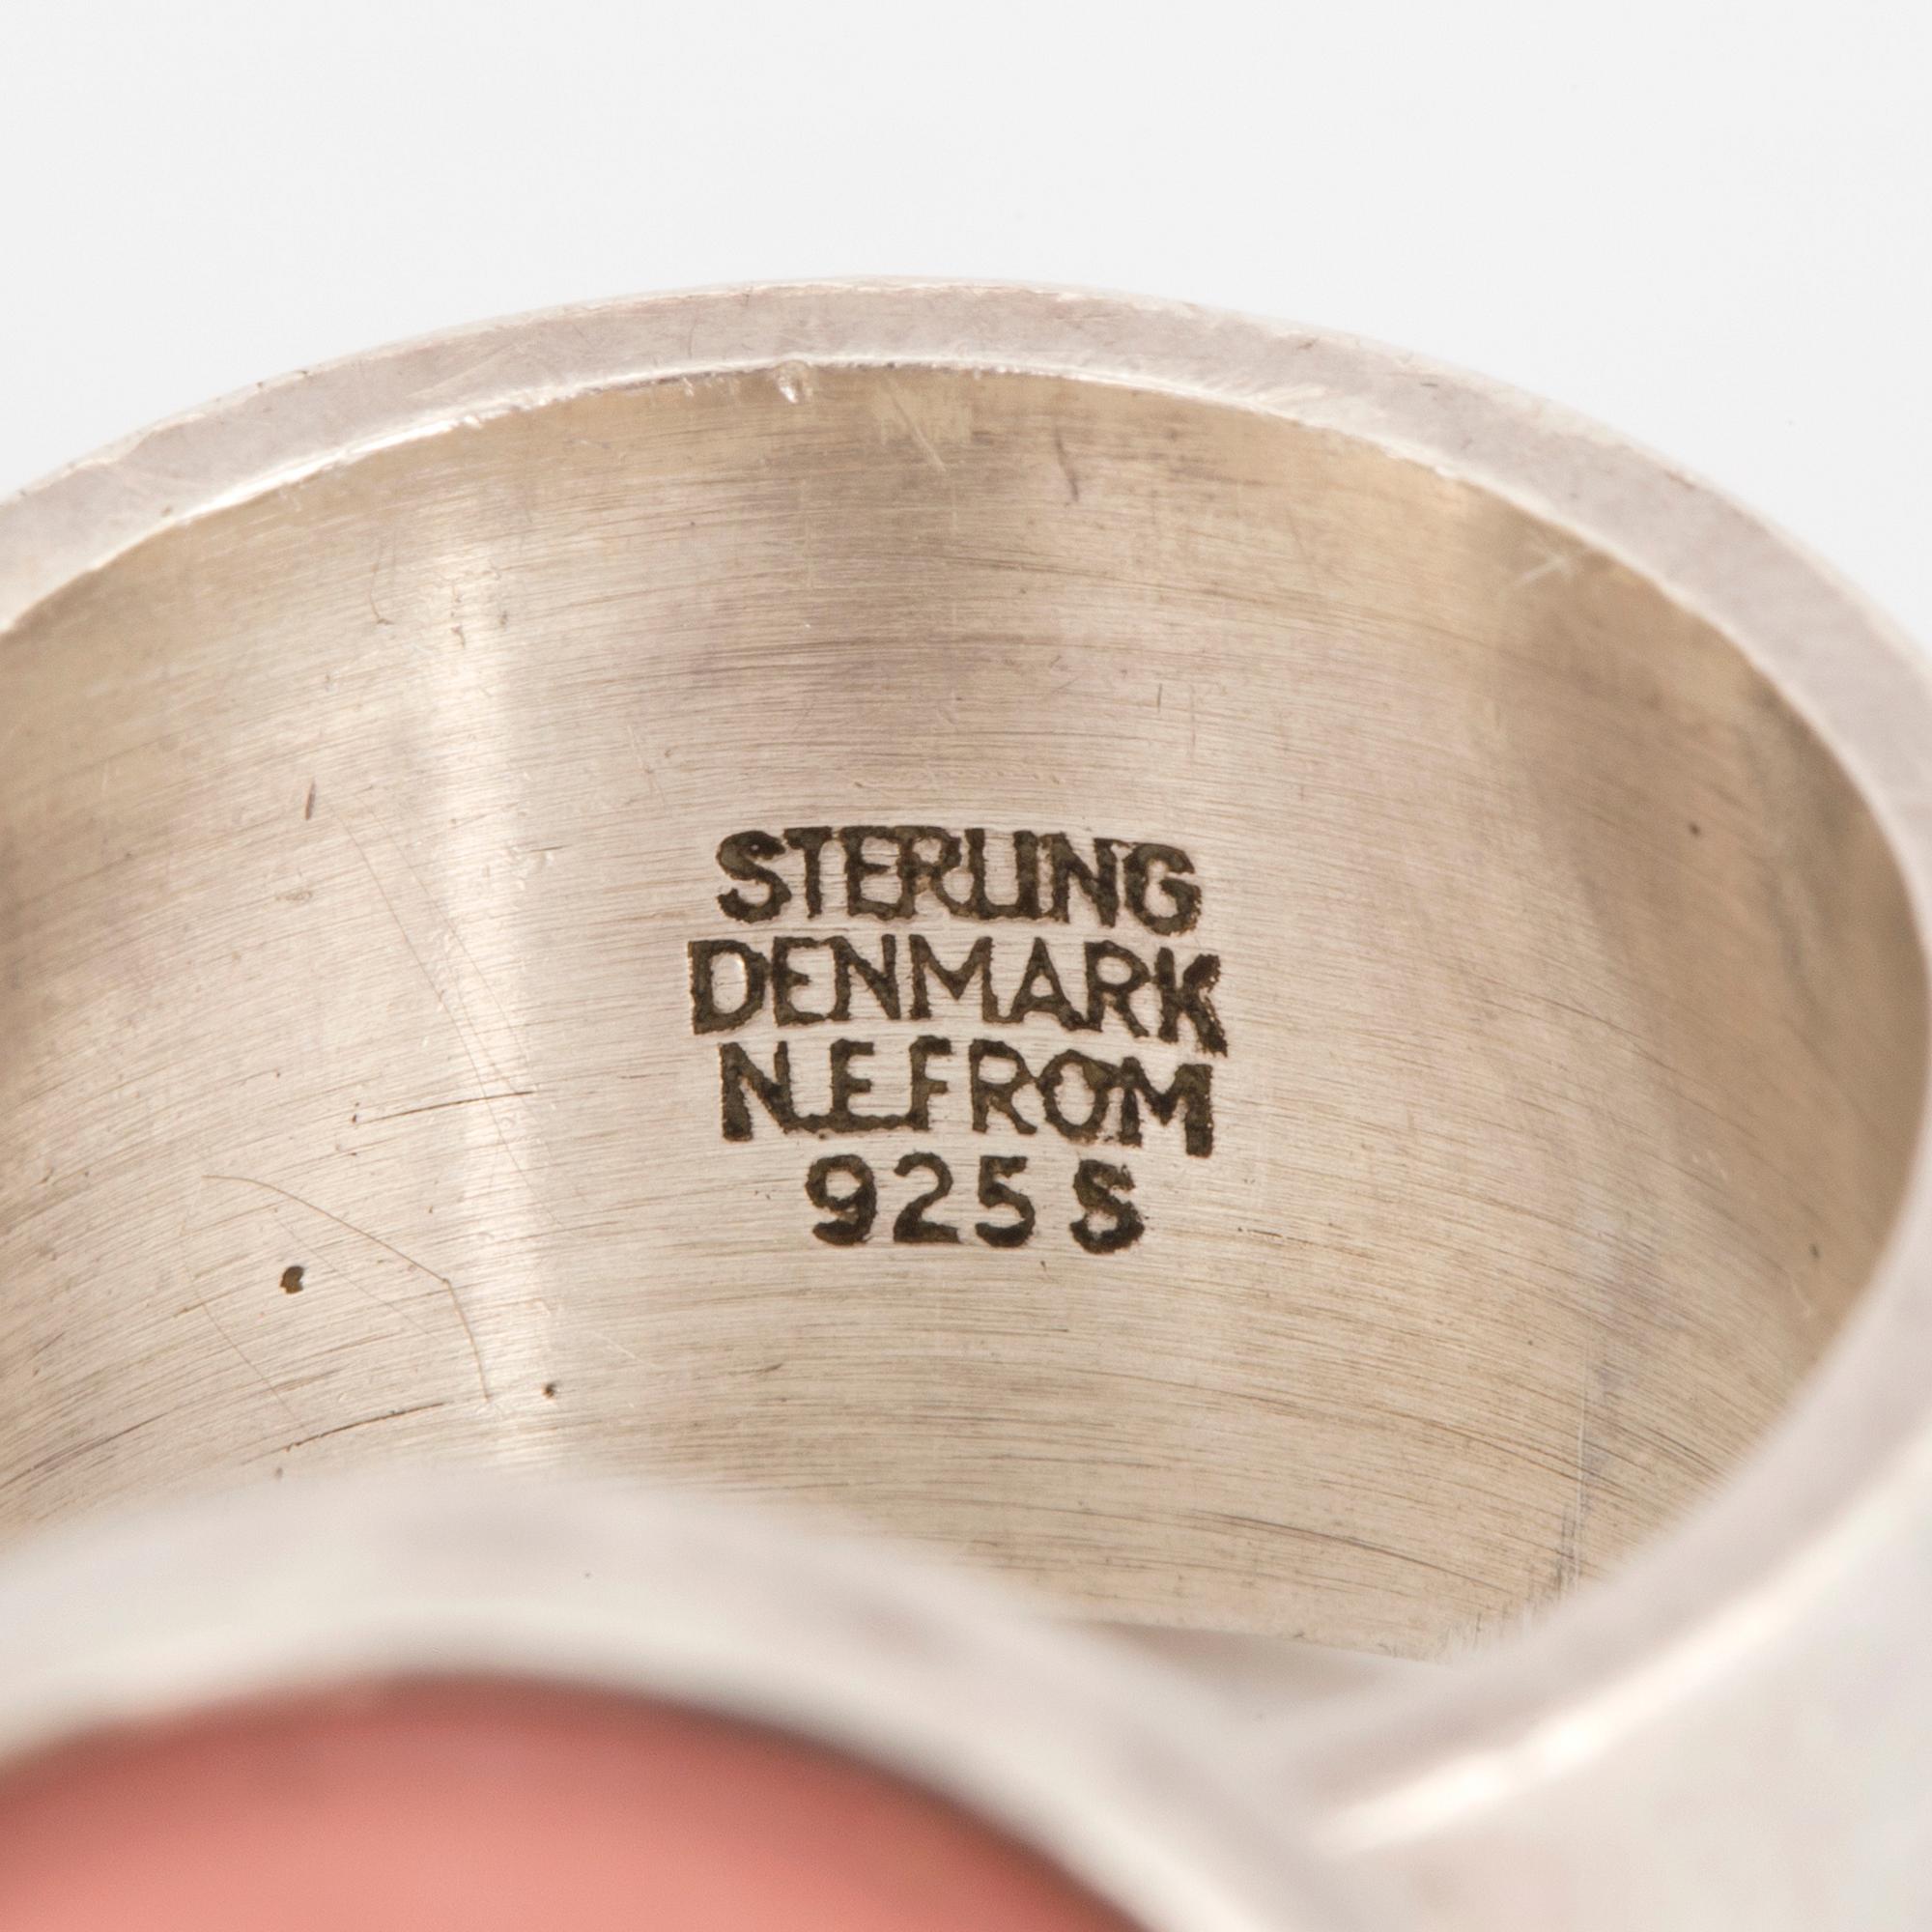 STERLING
DENMARK
N.E.FROM
925 S